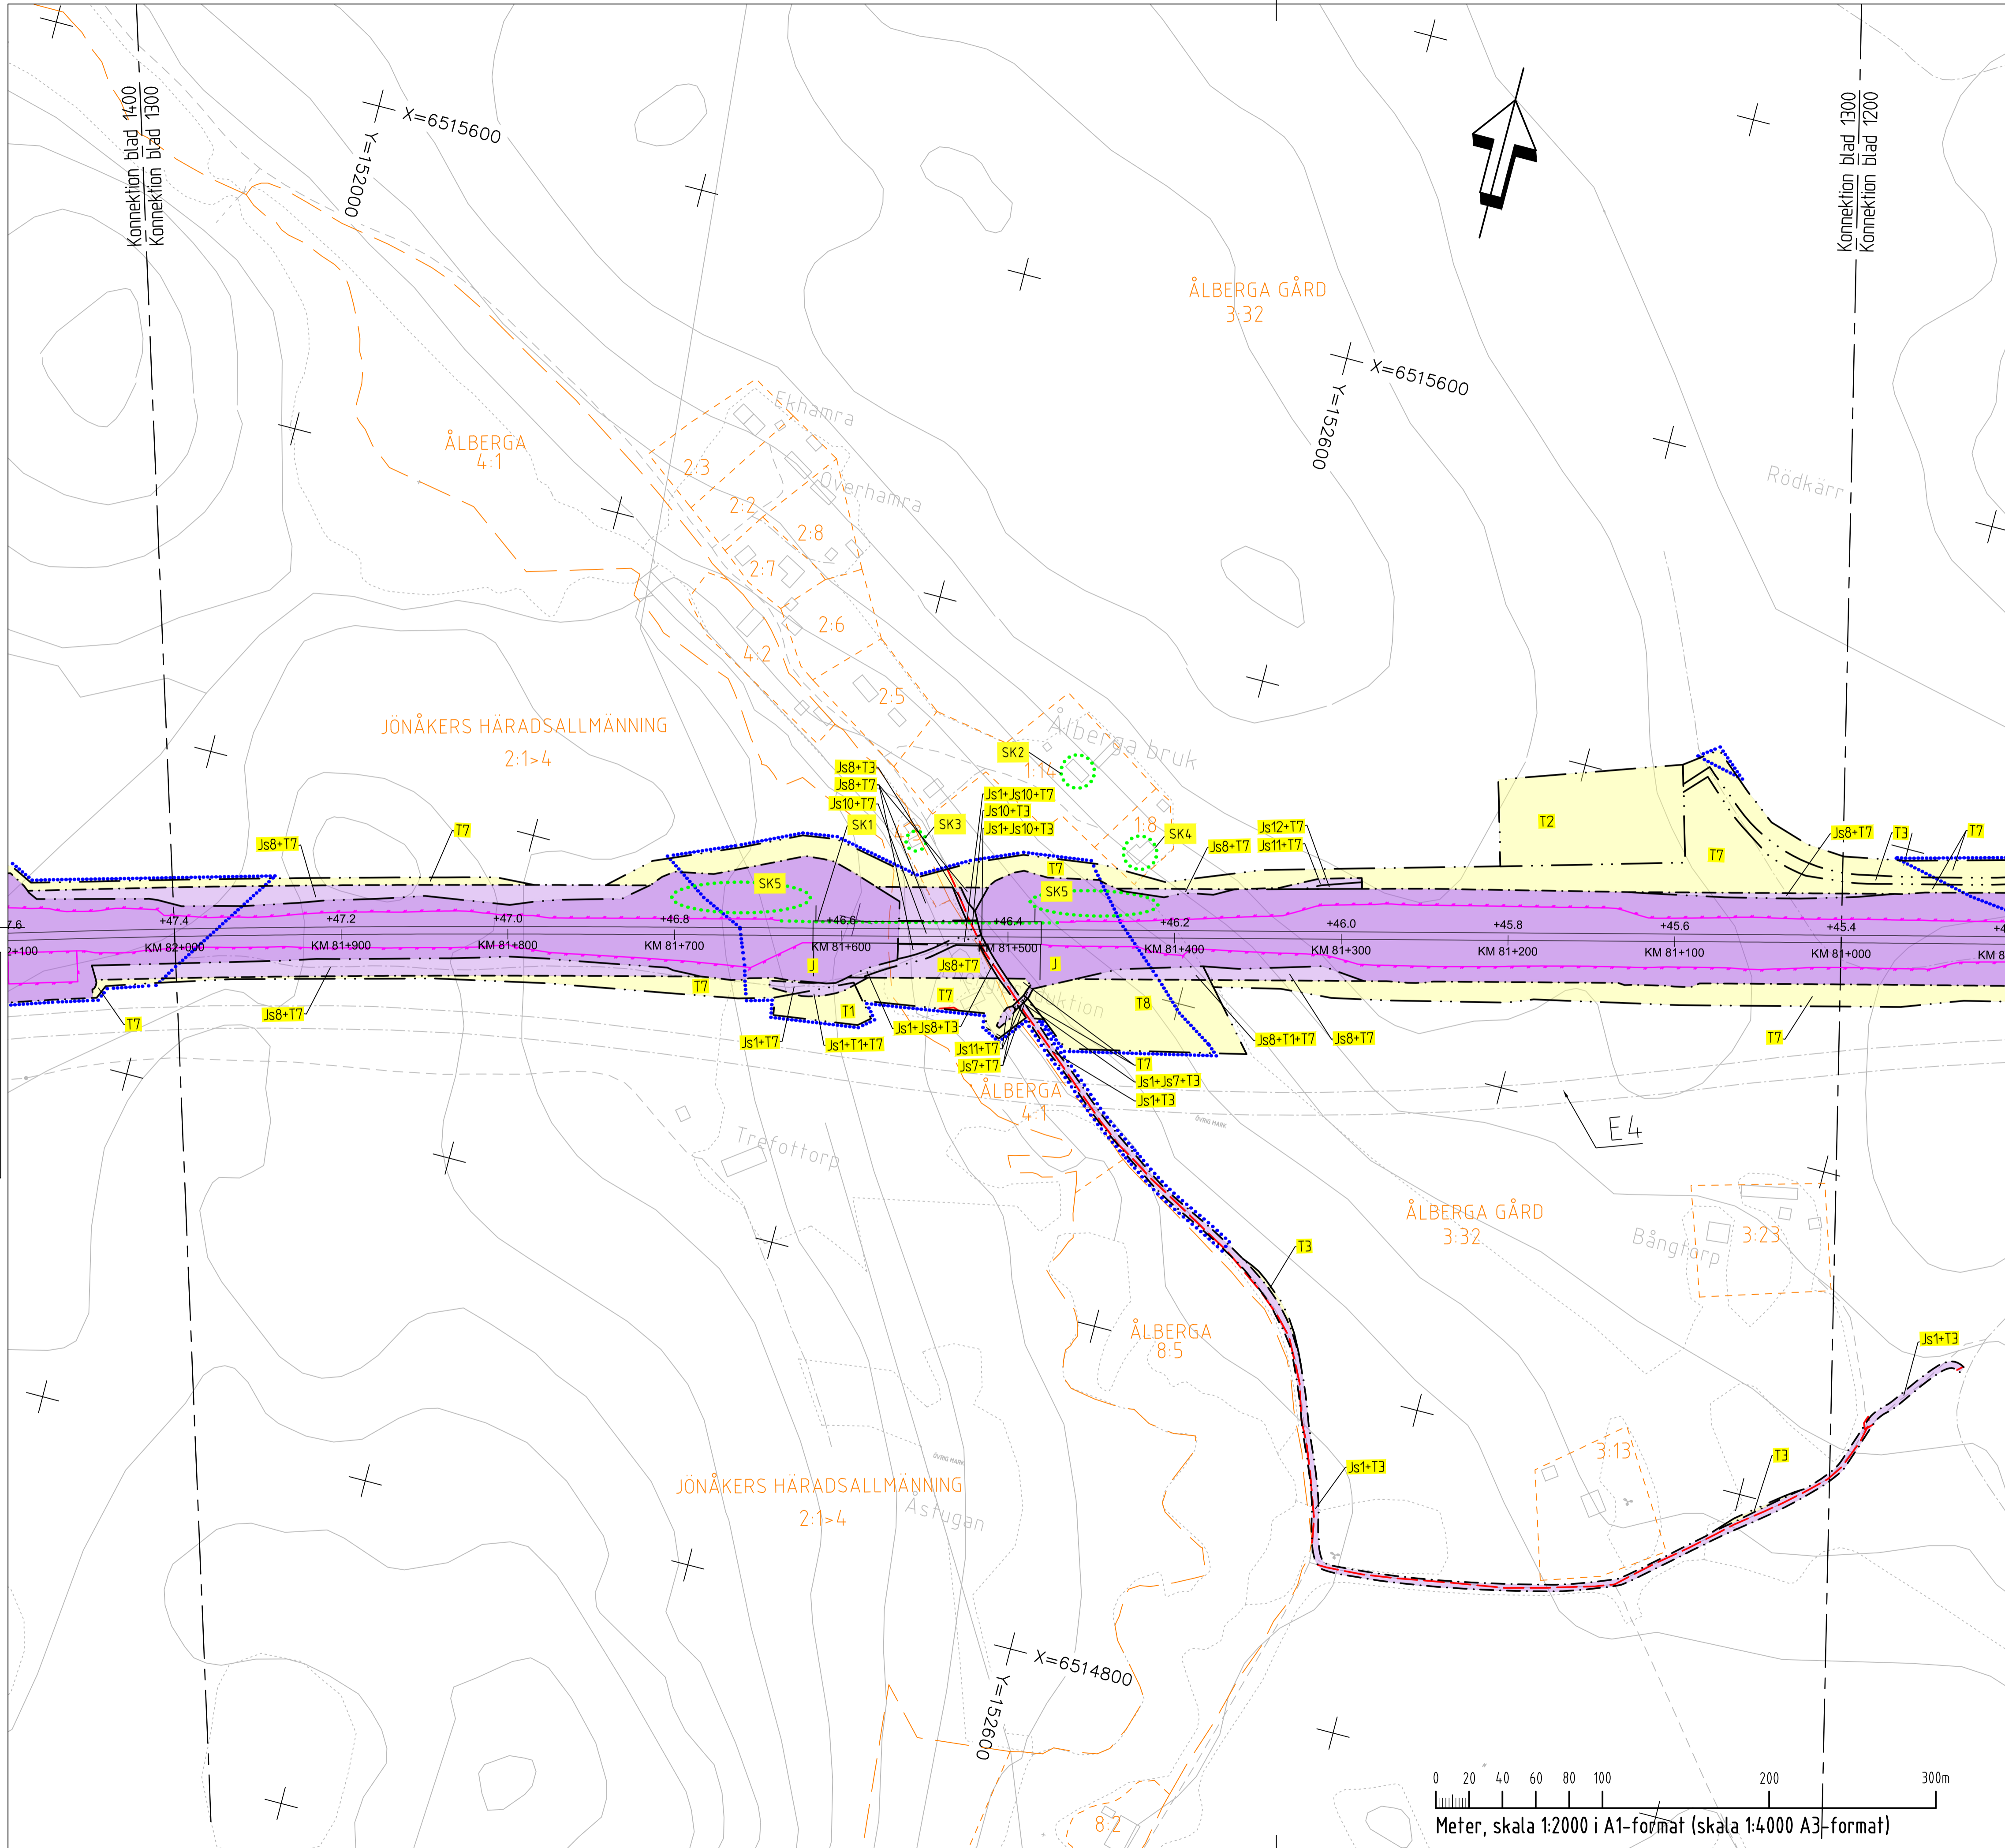 Konnektion blad 1400
Konnektion blad 1300
X=6515600
Y=152000
Konnektion blad 1300
Konnektion blad 1200
ÅLBERGA GÅRD
3:32
X=6515600
Y=152600
Ekhamra
ÅLBERGA
4:1
2:3
Överhamra
Rödkärr
2:2
2:8
2:7
2:6
4:2
2:5
JÖNÅKERS HÄRADSALLMÄNNING
2:1>4
Ålberga bruk
SK2
1:14
Js8+T3
Js8+T7
Js10+T7
SK1
SK3
Js1+Js10+T7
Js10+T3
Js1+Js10+T3
1:8
SK4
Js8+T7
Js12+T7
Js11+T7
T2
T7
Js8+T7
T3
T7
Js8+T7
T7
SK5
T7
SK5
+47.4
+47.2
+47.0
+46.8
+46.6
+46.4
+46.2
+46.0
+45.8
+45.6
+45.4
2+100
KM 82+000
KM 81+900
KM 81+800
KM 81+700
KM 81+600
KM 81+500
KM 81+400
KM 81+300
KM 81+200
KM 81+100
KM 81+000
KM 8
J
Js8+T7
J
T7
T7
T1
T8
T7
Js8+T7
Js1+T7
Js1+T1+T7
Js1+Js8+T3
Js11+T7
Js7+T7
T7
Js1+Js7+T3
Js1+T3
Js8+T1+T7
Js8+T7
T7
ÅLBERGA
4:1
ÖVRIG MARK
E4
Trefottorp
ÅLBERGA GÅRD
3:32
Bångtorp
3:23
T3
ÅLBERGA
8:5
Js1+T3
Js1+T3
3:13
T3
ÖVRIG MARK
JÖNÅKERS HÄRADSALLMÄNNING
2:1>4
Åstugan
X=6514800
Y=152600
8:2
0 20 40 60 80 100 200 300m
Meter, skala 1:2000 i A1-format (skala 1:4000 A3-format)